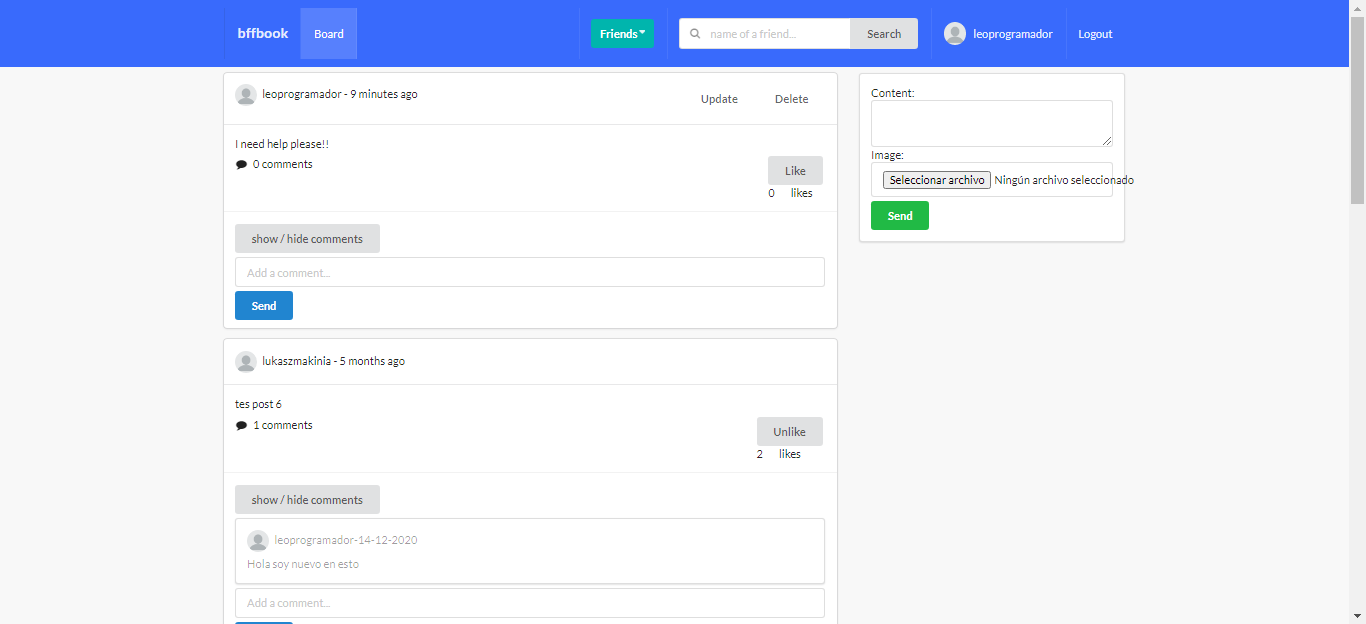 bffbook Board Friends name of a friend... Search leoprogramador Logout
leoprogramador - 9 minutes ago
Update Delete
I need help please!!
0 comments
Like
0 likes
show / hide comments
Add a comment...
Send
lukaszmakinia - 5 months ago
tes post 6
1 comments
Unlike
2 likes
show / hide comments
leoprogramador-14-12-2020
Hola soy nuevo en esto
Add a comment...
Content:
Image:
Seleccionar archivo Ningún archivo seleccionado
Send